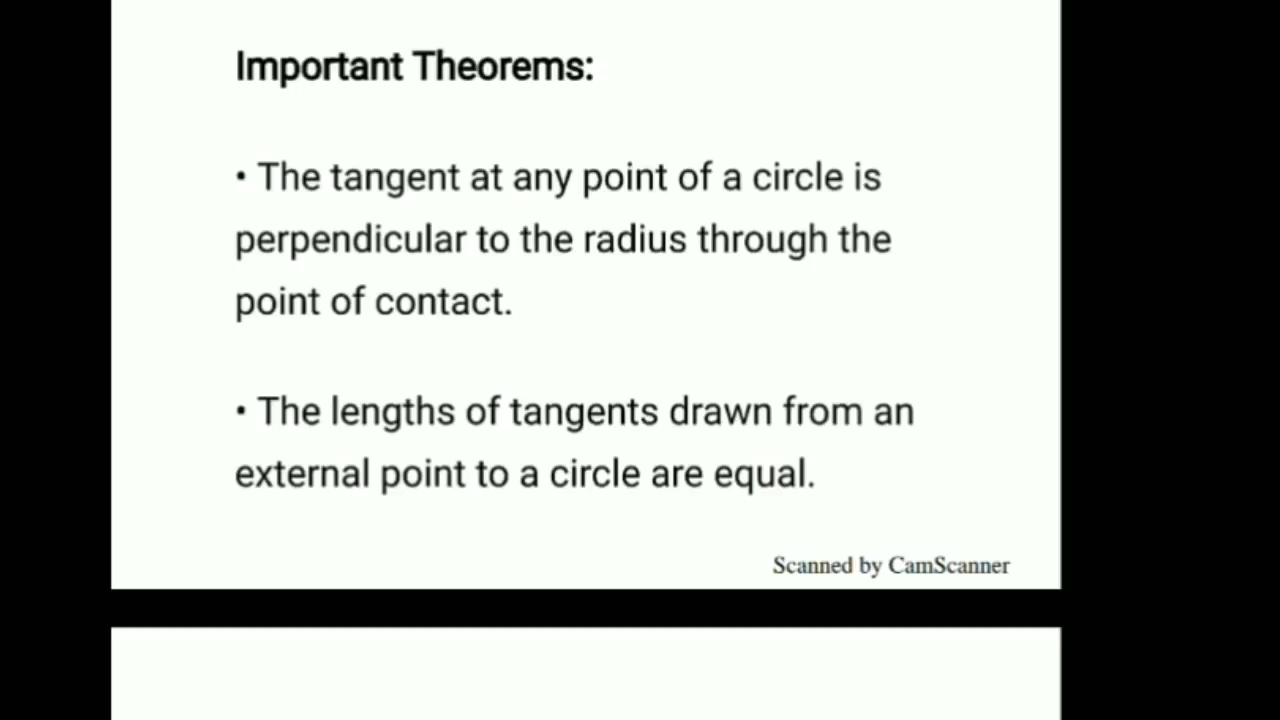 Important Theorems:
• The tangent at any point of a circle is
perpendicular to the radius through the
point of contact.
• The lengths of tangents drawn from an
external point to a circle are equal.
Scanned by CamScanner